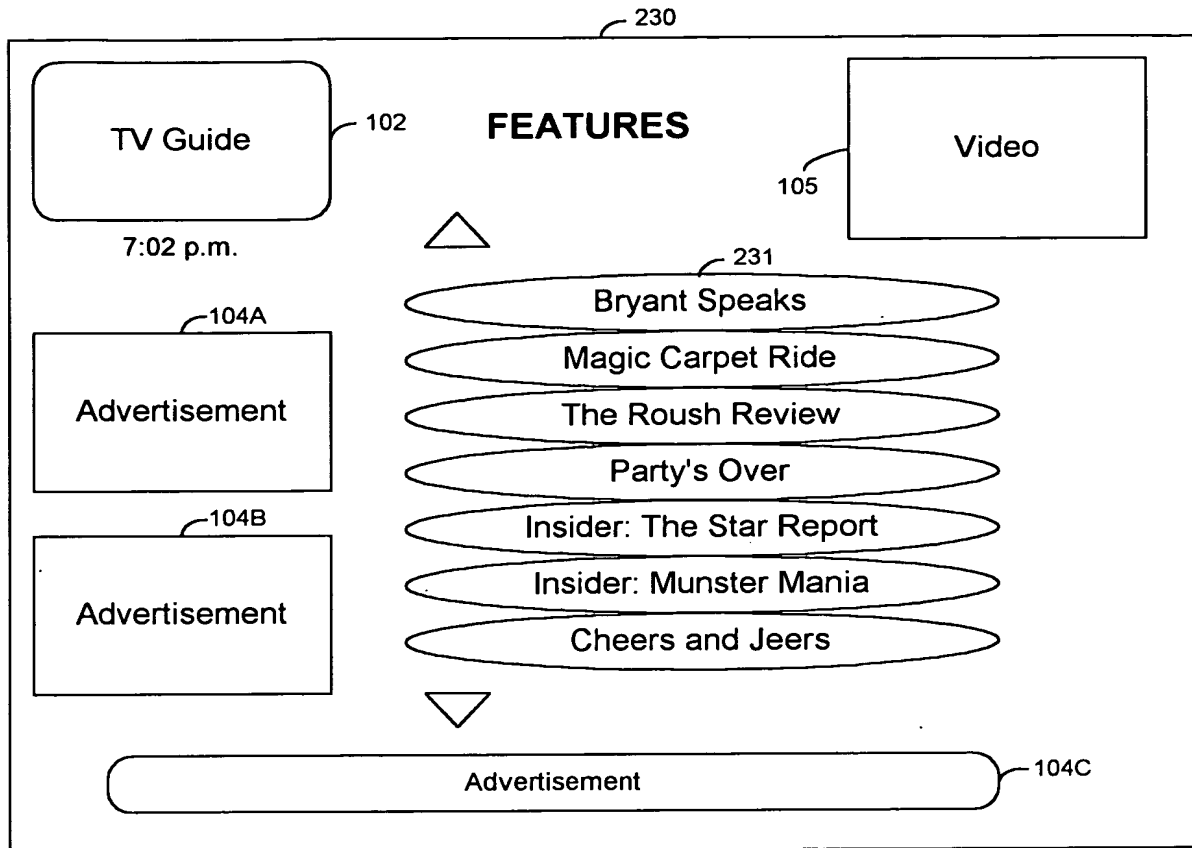 230
TV Guide
102
FEATURES
Video
105
7:02 p.m.
231
Bryant Speaks
104A
Magic Carpet Ride
Advertisement
The Roush Review
Party's Over
104B
Insider: The Star Report
Advertisement
Insider: Munster Mania
Cheers and Jeers
Advertisement
104C